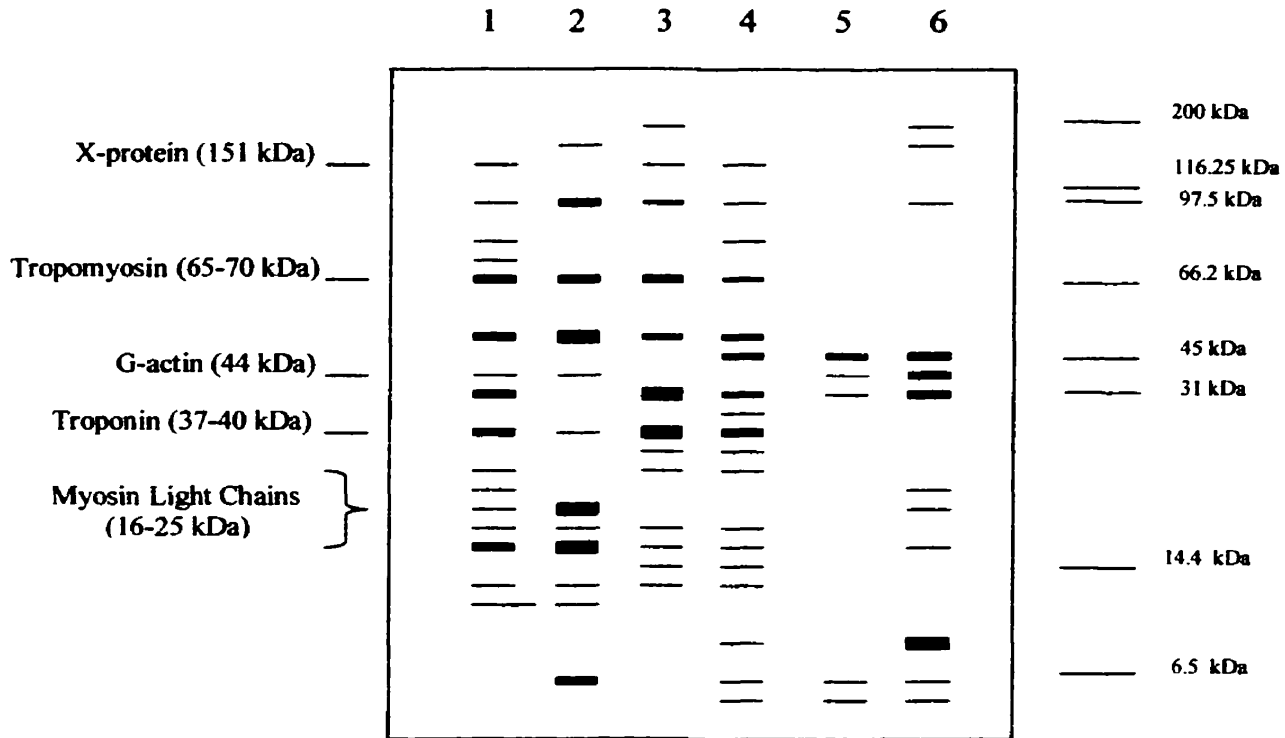 1 2 3 4 5 6
X-protein (151 kDa)
Tropomyosin (65-70 kDa)
G-actin (44 kDa)
Troponin (37-40 kDa)
Myosin Light Chains
(16-25 kDa)
200 kDa
116.25 kDa
97.5 kDa
66.2 kDa
45 kDa
31 kDa
14.4 kDa
6.5 kDa